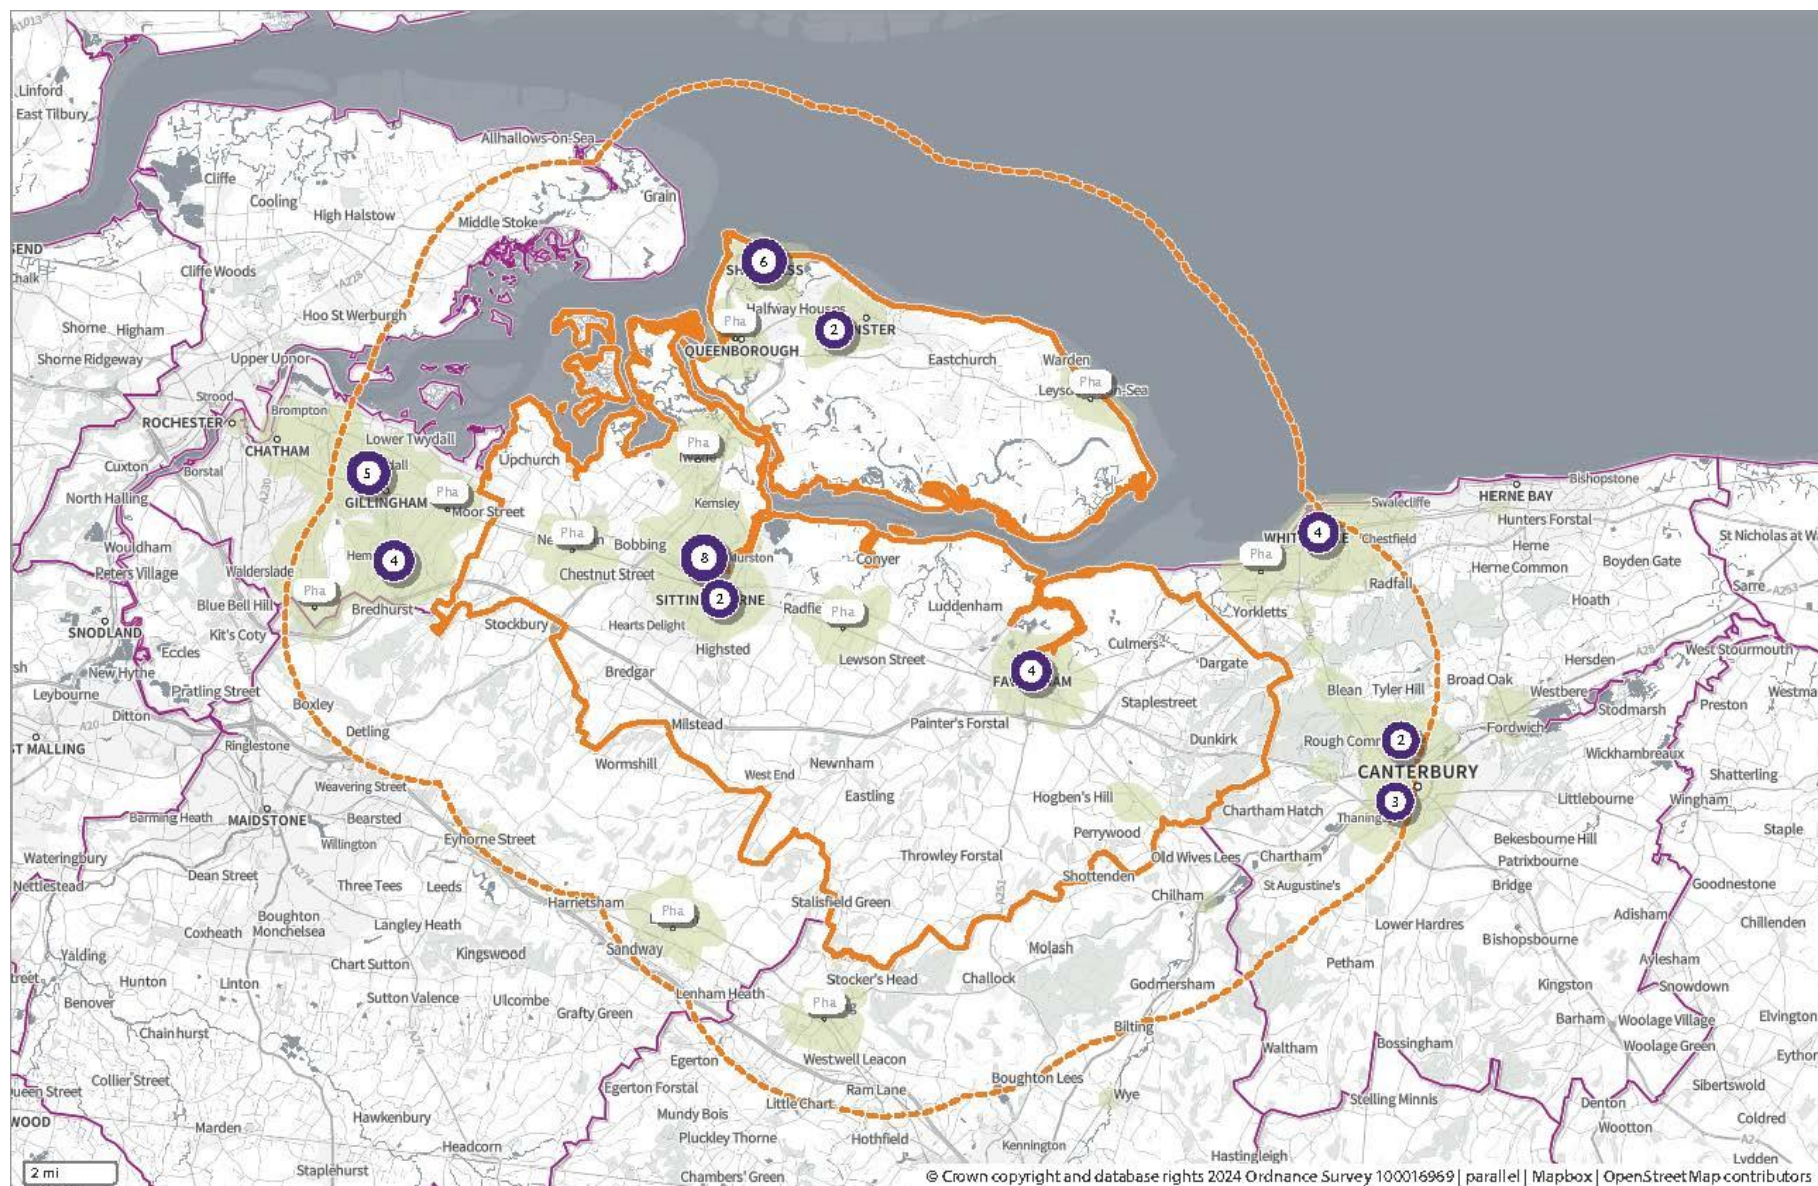 A1013
Linford
East Tilbury
Allhallows-on-Sea
Cliffe
Cooling
High Halstow
Grain
Middle Stoke
Cliffe Woods
A228
Hoo St Werburgh
Shorne
Higham
Shorne Ridgeway
Upper Upnor
6
Halfway Houses
Pha
2
QUEENBOROUGH
Eastchurch
Warden
Pha
Strood
Brompton
ROCHESTER
CHATHAM
Lower Twydall
Pha
Cuxton
Borstal
5
Upchurch
A230
Pha
GILLINGHAM
Moor Street
North Halling
Kemsley
HERNE BAY
Bishopstone
Swalecliffe
Hunters Forstal
4
Chestfield
St Nicholas at W
Pha
Bobbing
8
Murston
Conyer
Pha
Herne
Herne Common
Boyden Gate
Wouldham
Peters Village
Walderslade
4
Chestnut Street
Radfall
Sarre
A253
Pha
Blue Bell Hill
Bredhurst
2
Pha
Luddenham
Yorkletts
Hoath
SNODLAND
Kit's Coty
Stockbury
Hearts Delight
Highsted
Culmers
Eccles
New Hythe
Bredgar
Lewson Street
4
Dargate
Hersden
A28
West Stourmouth
Leybourne
Pratling Street
Boxley
Staplestreet
Blean
Tyler Hill
Broad Oak
Westbere
Stodmarsh
Preston
Ditton
A20
Detling
Milstead
Painter's Forstal
Fordwich
Ringlestone
Dunkirk
2
Wickhambreaux
Wormshill
West End
Newnham
CANTERBURY
Shatterling
Weavering Street
Eastling
Hogben's Hill
3
Littlebourne
Wingham
Barming Heath
MAIDSTONE
Bearsted
Chartham Hatch
Staple
Willington
Eyhorne Street
Perrywood
Bekesbourne Hill
Wateringbury
Throwley Forstal
Old Wives Lees
Chartham
Patrixbourne
Nettlestead
Dean Street
A274
Three Tees
Leeds
Shottenden
St Augustine's
Bridge
Goodnestone
Harrietsham
Pha
Stalisfield Green
A251
Chilham
Boughton
Monchelsea
Coxheath
Langley Heath
Lower Hardres
Adisham
Chillenden
Yalding
Kingswood
Sandway
Molash
Bishopsbourne
Chart Sutton
Petham
Aylesham
Hunton
Linton
Stocker's Head
Challock
Godmersham
Kingston
Snowdown
Benover
Sutton Valence
Ulcombe
Lenham Heath
Pha
Grafty Green
Barham
Woolage Village
Elvington
Chainhurst
Bilting
Waltham
Bossingham
Woolage Green
A274
Egerton
Westwell Leacon
Collier Street
Egerton Forstal
Ram Lane
Boughton Lees
Sibertswold
Little Chart
Wye
Stelling Minnis
Denton
Hawkenbury
Mundy Bois
Coldred
Marden
Pluckley Thorne
Hothfield
Kennington
Wootton
A2
Headcorn
Hastingleigh
Lydden
Staplehurst
Chambers' Green
2 mi
© Crown copyright and database rights 2024 Ordnance Survey 100016969 | parallel | Mapbox | OpenStreetMap contributors